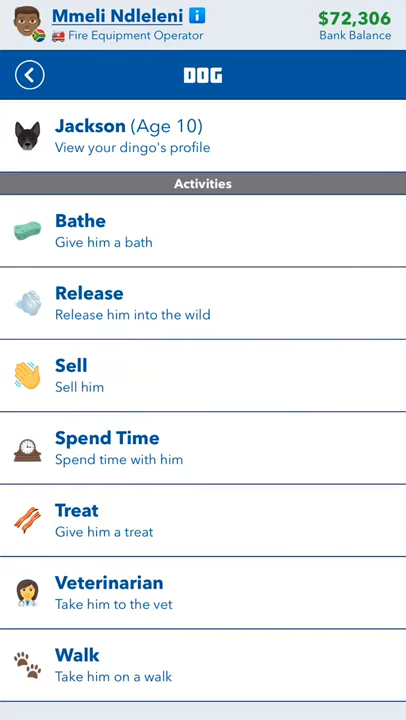 Mmeli Ndleleni
$72,306
Fire Equipment Operator
Bank Balance
DOG
Jackson (Age 10)
View your dingo's profile
Activities
Bathe
Give him a bath
Release
Release him into the wild
Sell
Sell him
Spend Time
Spend time with him
Treat
Give him a treat
Veterinarian
Take him to the vet
Walk
Take him on a walk